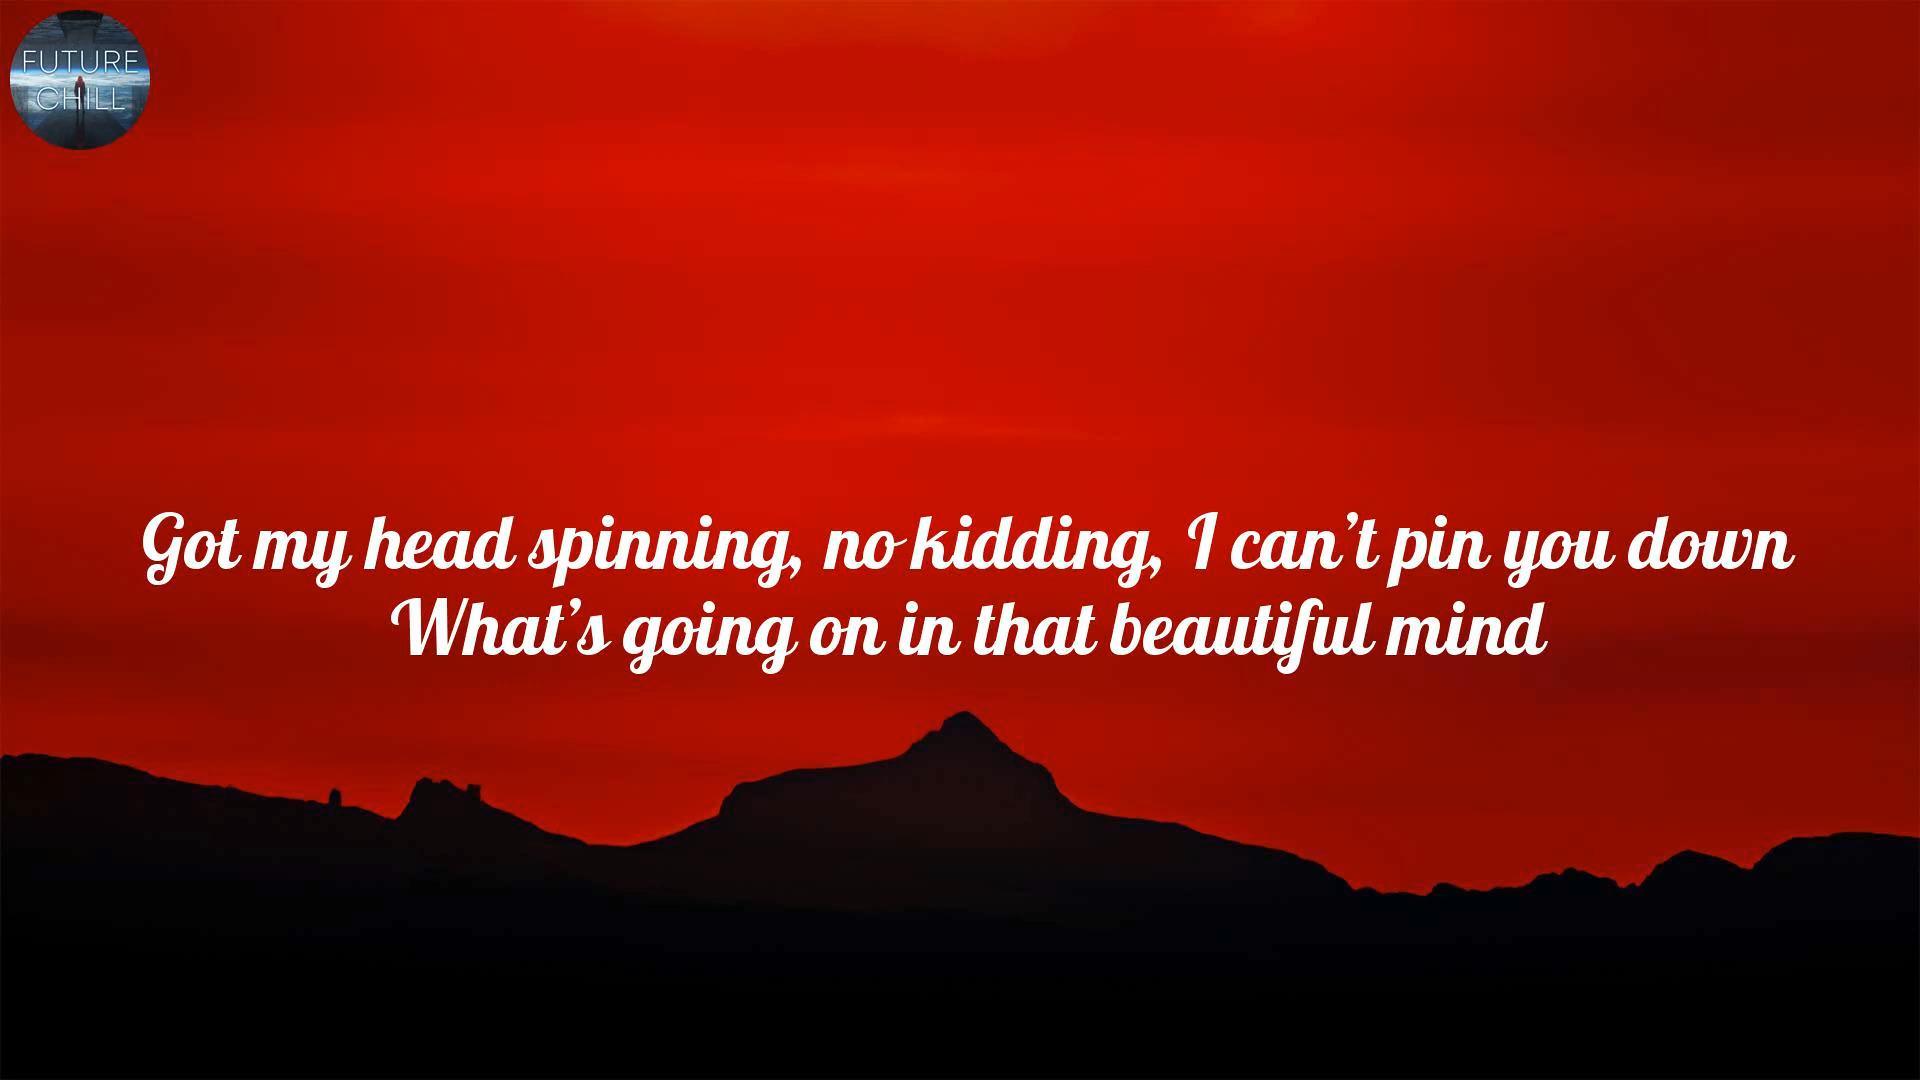 FUTURE
CHILL
Got my head spinning, no kidding, I can't pin you down
What's going on in that beautiful mind